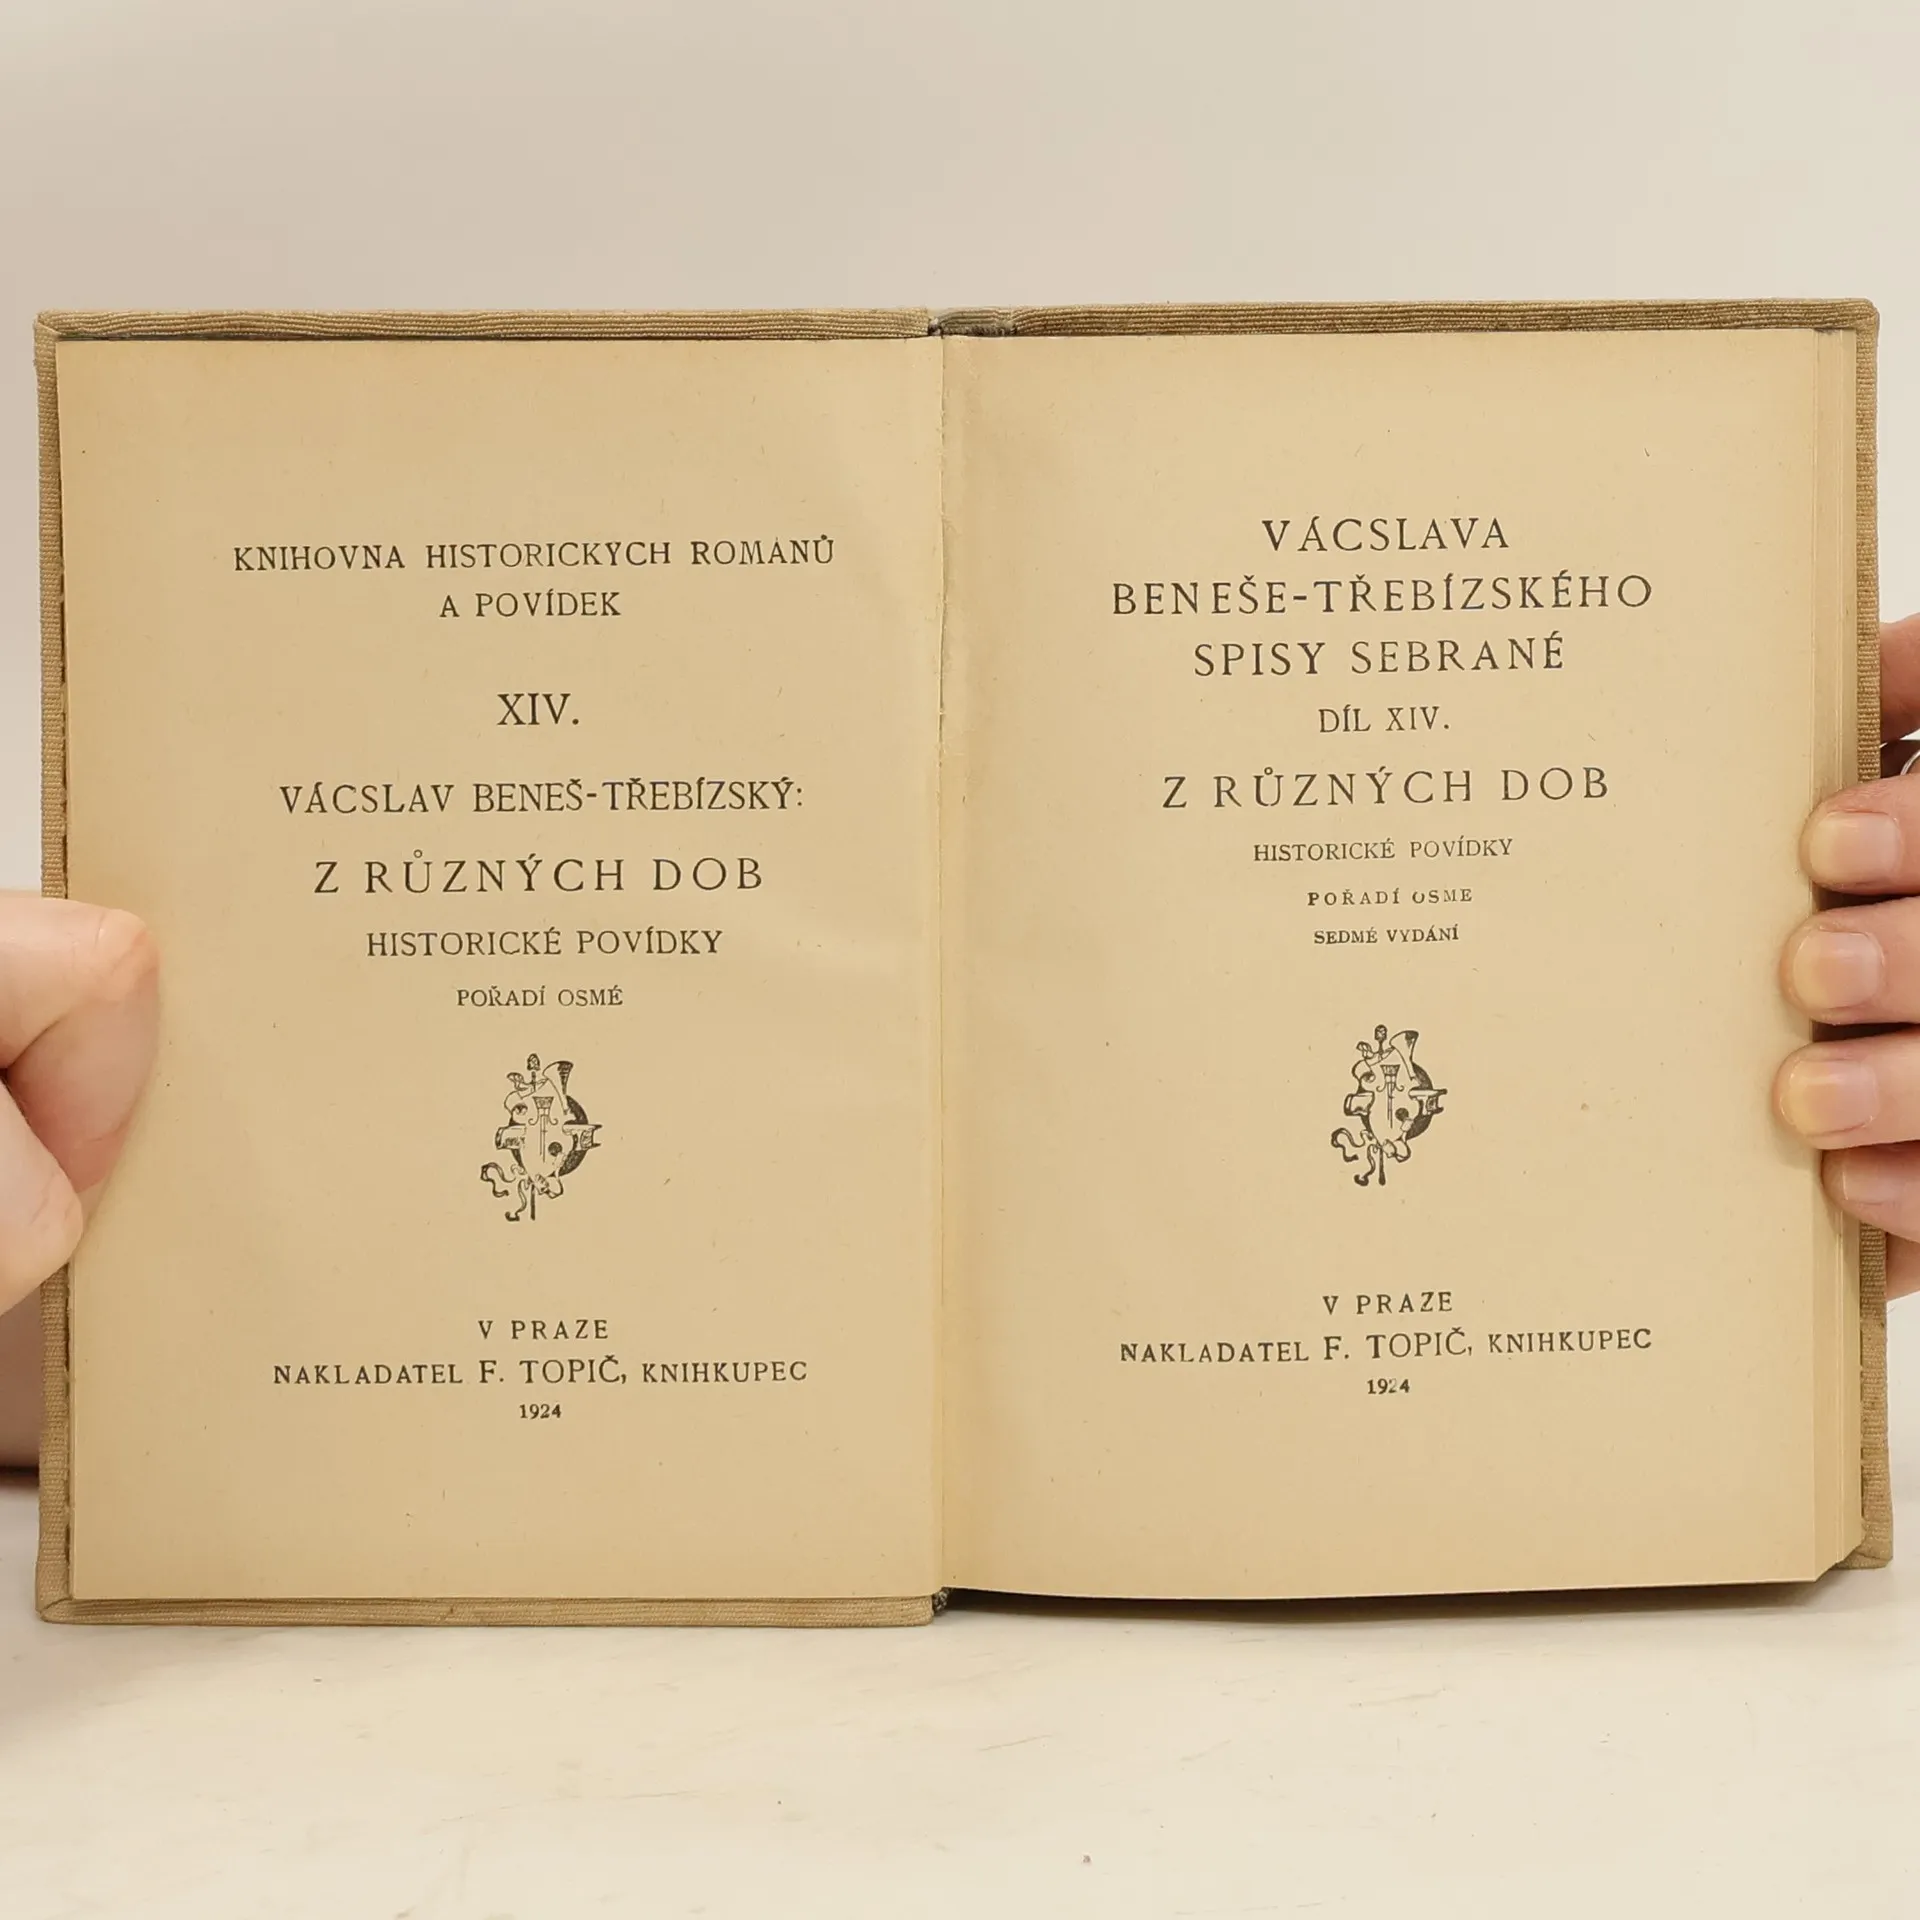 KNIHOVNA HISTORICKÝCH ROMÁNŮ
A POVÍDEK
XIV.
VÁCSLAV BENEŠ-TŘEBÍZSKÝ:
Z RŮZNÝCH DOB
HISTORICKÉ POVÍDKY
POŘADÍ OSMÉ
V PRAZE
NAKLADATEL F. TOPIČ, KNIHKUPEC
1924
VÁCSLAVA
BENEŠE-TŘEBÍZSKÉHO
SPISY SEBRANÉ
DÍL XIV.
Z RŮZNÝCH DOB
HISTORICKÉ POVÍDKY
POŘADÍ OSMÉ
SEDMÉ VYDÁNÍ
V PRAZE
NAKLADATEL F. TOPIČ, KNIHKUPEC
1924